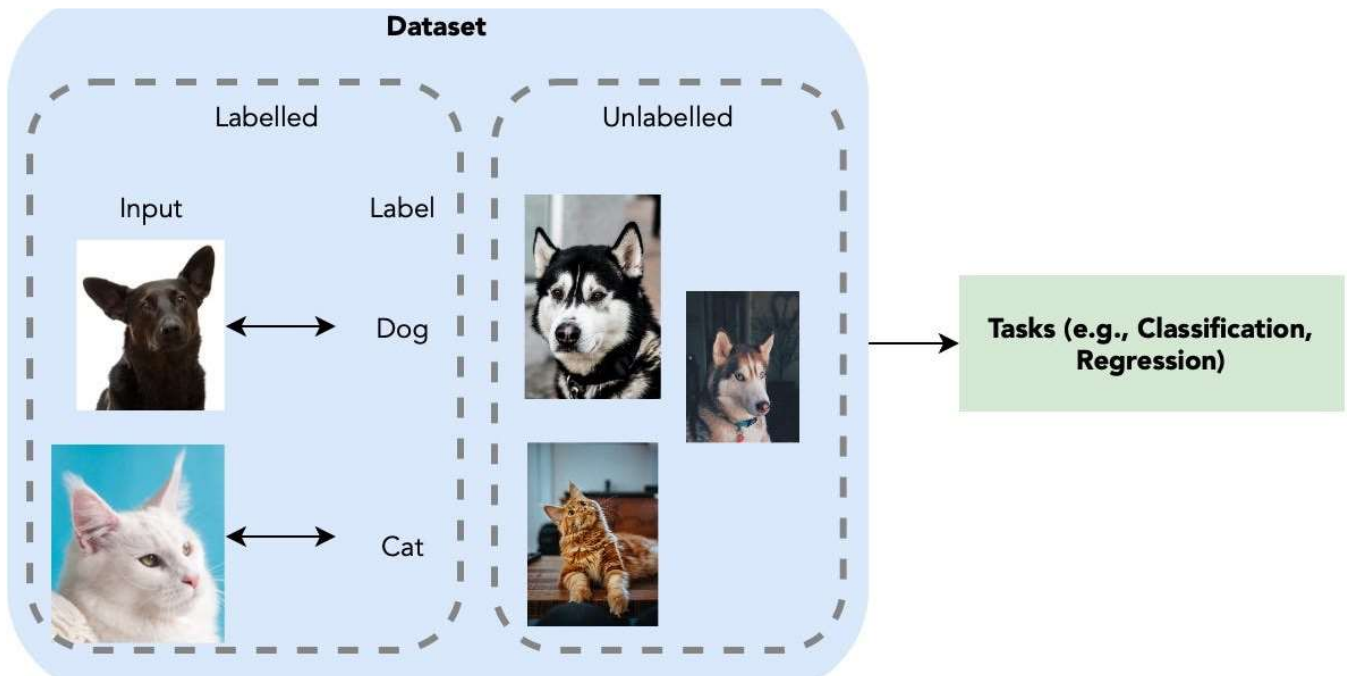 Dataset
Labelled
Unlabelled
Input
Label
Dog
Cat
Tasks (e.g., Classification,
Regression)